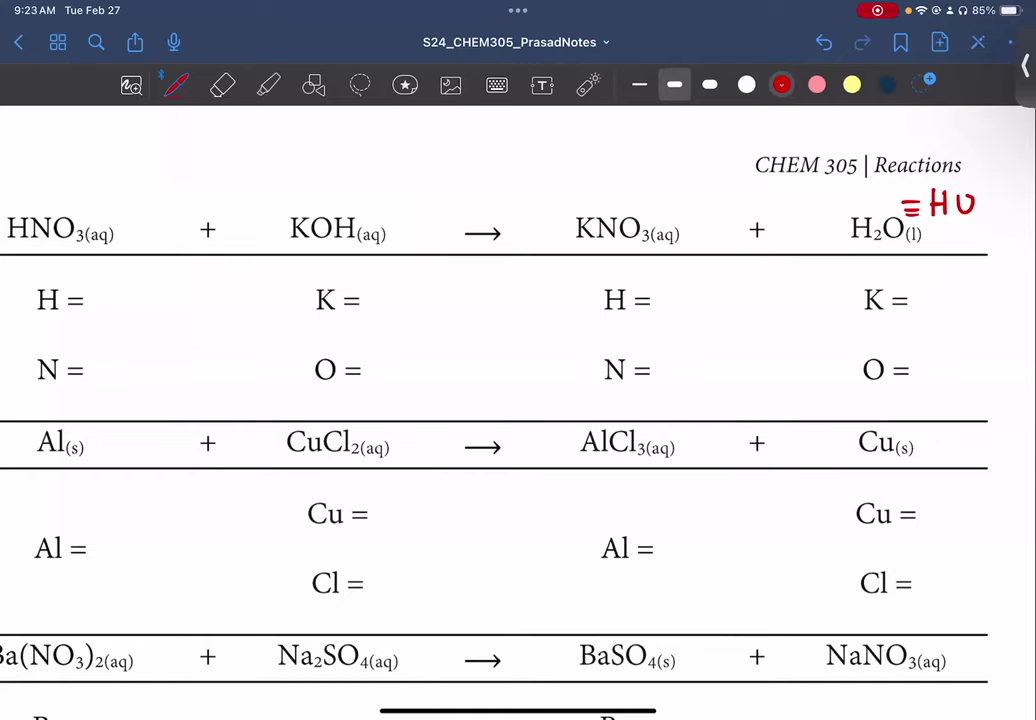 9:23 AM Tue Feb 27
85%
S24_CHEM305_PrasadNotes
CHEM 305 | Reactions
≡ H U
HNO3(aq) + KOH(aq) ⟶ KNO3(aq) + H2O(l)
H = K = H = K =
N = O = N = O =
Al(s) + CuCl2(aq) ⟶ AlCl3(aq) + Cu(s)
Cu = Cu =
Al = Al =
Cl = Cl =
Ba(NO3)2(aq) + Na2SO4(aq) ⟶ BaSO4(s) + NaNO3(aq)